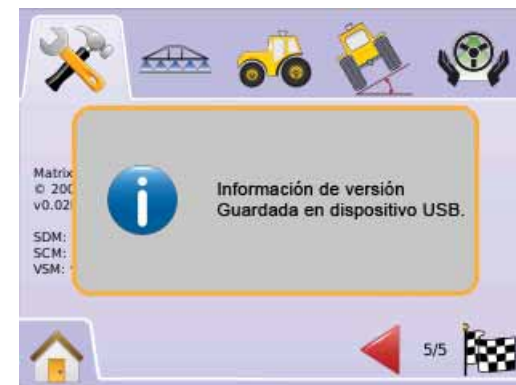 Matrix
© 200
v0.02
SDM:
SCM:
VSM:
Información de versión
Guardada en dispositivo USB.
5/5